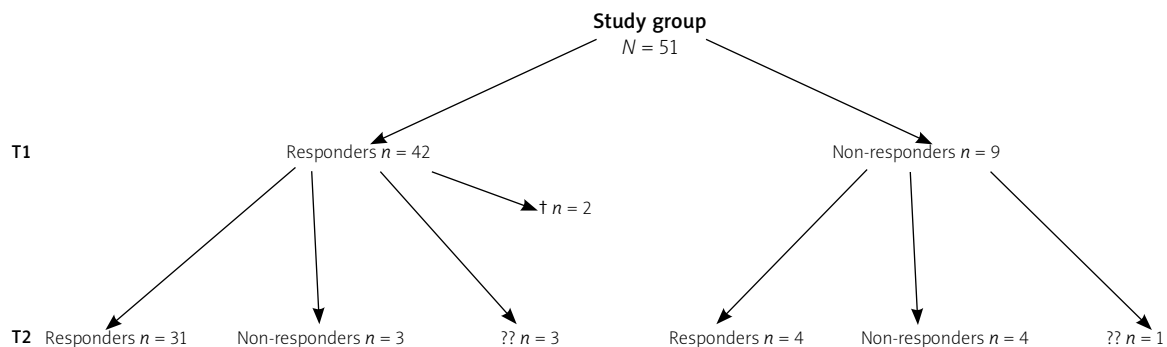 Study group
N = 51
T1
Responders n = 42
Non-responders n = 9
† n = 2
T2
Responders n = 31
Non-responders n = 3
?? n = 3
Responders n = 4
Non-responders n = 4
?? n = 1